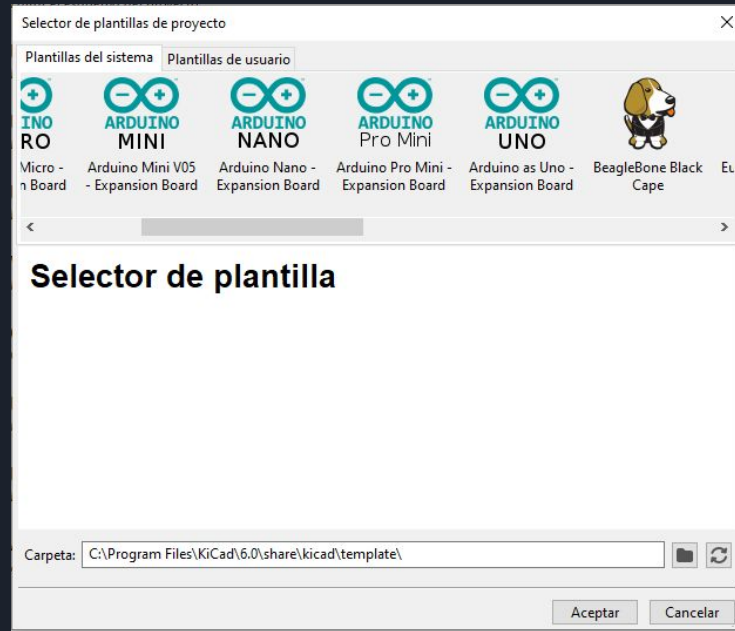 Selector de plantillas de proyecto
Plantillas del sistema Plantillas de usuario
INO ARDUINO ARDUINO ARDUINO ARDUINO
RO MINI NANO Pro Mini UNO
Micro - Arduino Mini V05 Arduino Nano - Arduino Pro Mini - Arduino as Uno - BeagleBone Black Eu
n Board - Expansion Board Expansion Board Expansion Board Expansion Board Cape
Selector de plantilla
Carpeta: C:\Program Files\KiCad\6.0\share\kicad\template\
Aceptar Cancelar